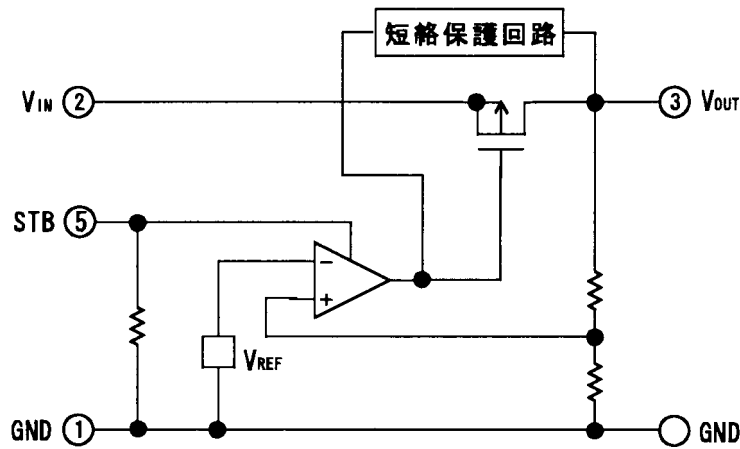 短絡保護回路
VIN ②
③ VOUT
STB ⑤
−
+
VREF
GND ①
GND